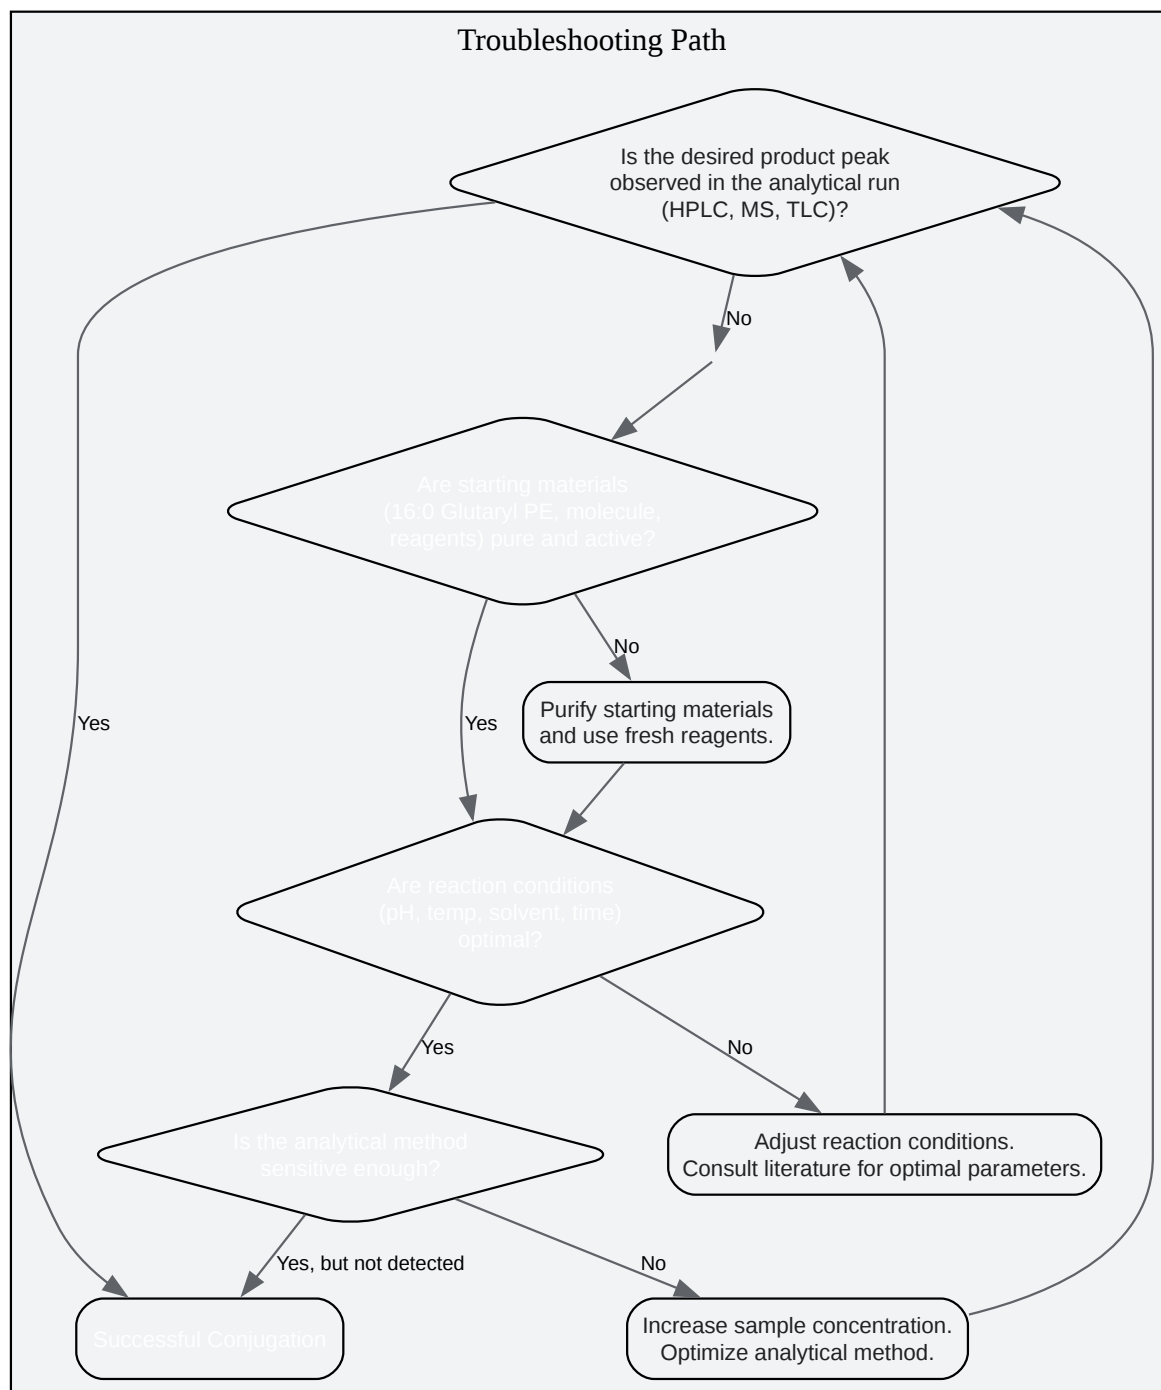 Troubleshooting Path
Is the desired product peak
observed in the analytical run
(HPLC, MS, TLC)?
No
Are starting materials
(16:0 Glutaryl PE, molecule,
reagents) pure and active?
No
Purify starting materials
and use fresh reagents.
Yes
Yes
Are reaction conditions
(pH, temp, solvent, time)
optimal?
Yes
No
Is the analytical method
sensitive enough?
Adjust reaction conditions.
Consult literature for optimal parameters.
Yes, but not detected
No
Successful Conjugation
Increase sample concentration.
Optimize analytical method.